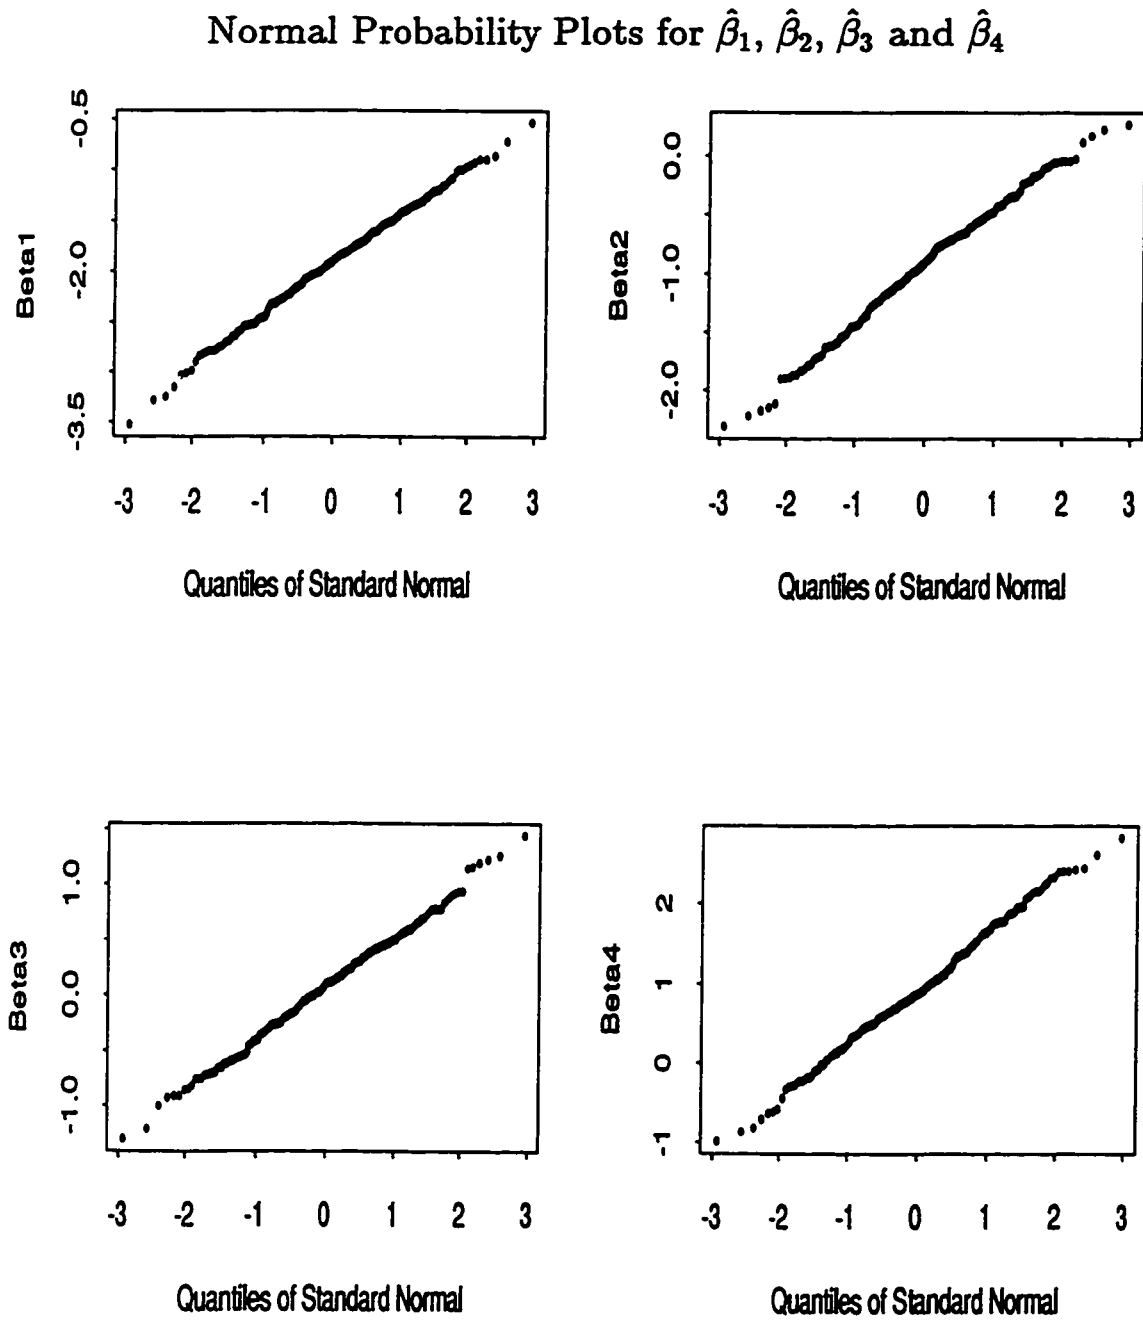 Normal Probability Plots for β̂₁, β̂₂, β̂₃ and β̂₄
Beta1
-0.5
-2.0
-3.5
-3 -2 -1 0 1 2 3
Quantiles of Standard Normal
Beta2
0.0
-1.0
-2.0
-3 -2 -1 0 1 2 3
Quantiles of Standard Normal
Beta3
1.0
0.0
-1.0
-3 -2 -1 0 1 2 3
Quantiles of Standard Normal
Beta4
2
1
0
-1
-3 -2 -1 0 1 2 3
Quantiles of Standard Normal